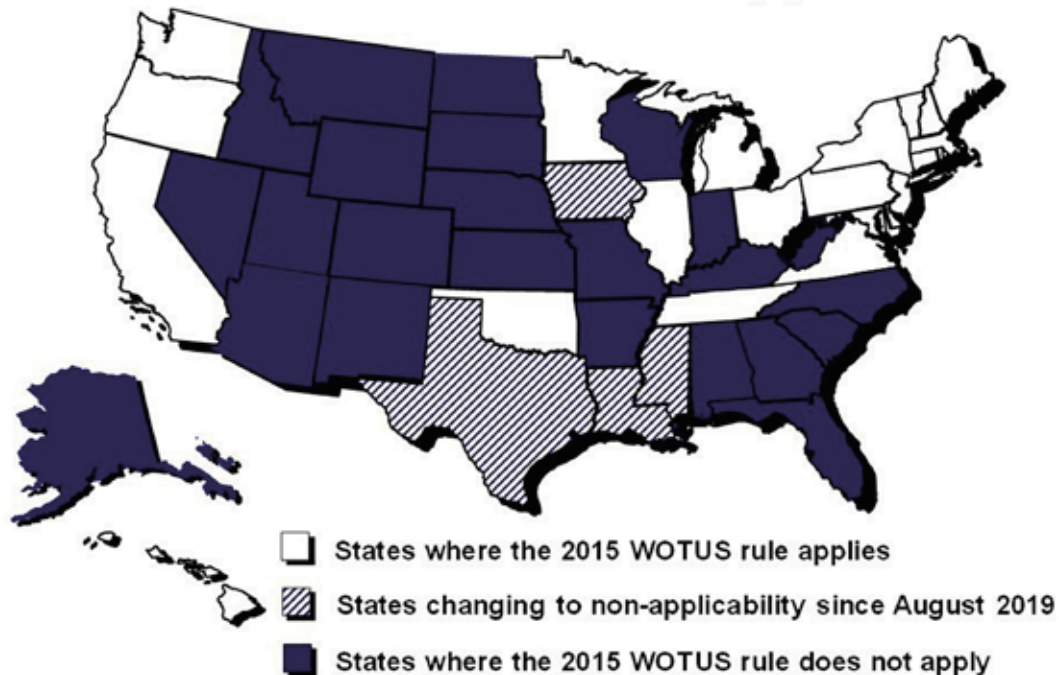 States where the 2015 WOTUS rule applies
States changing to non-applicability since August 2019
States where the 2015 WOTUS rule does not apply